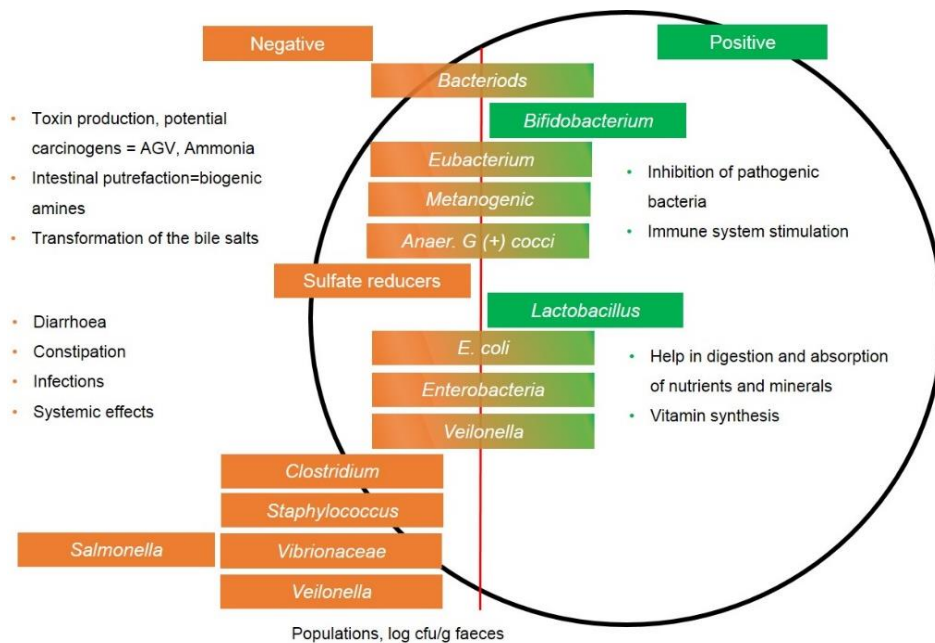 Negative
Positive
Bacteriods
Bifidobacterium
Eubacterium
Metanogenic
Anaer. G (+) cocci
Sulfate reducers
Lactobacillus
E. coli
Enterobacteria
Veilonella
Clostridium
Staphylococcus
Salmonella
Vibrionaceae
Veilonella
• Toxin production, potential
carcinogens = AGV, Ammonia
• Intestinal putrefaction=biogenic
amines
• Transformation of the bile salts
• Diarrhoea
• Constipation
• Infections
• Systemic effects
• Inhibition of pathogenic
bacteria
• Immune system stimulation
• Help in digestion and absorption
of nutrients and minerals
• Vitamin synthesis
Populations, log cfu/g faeces